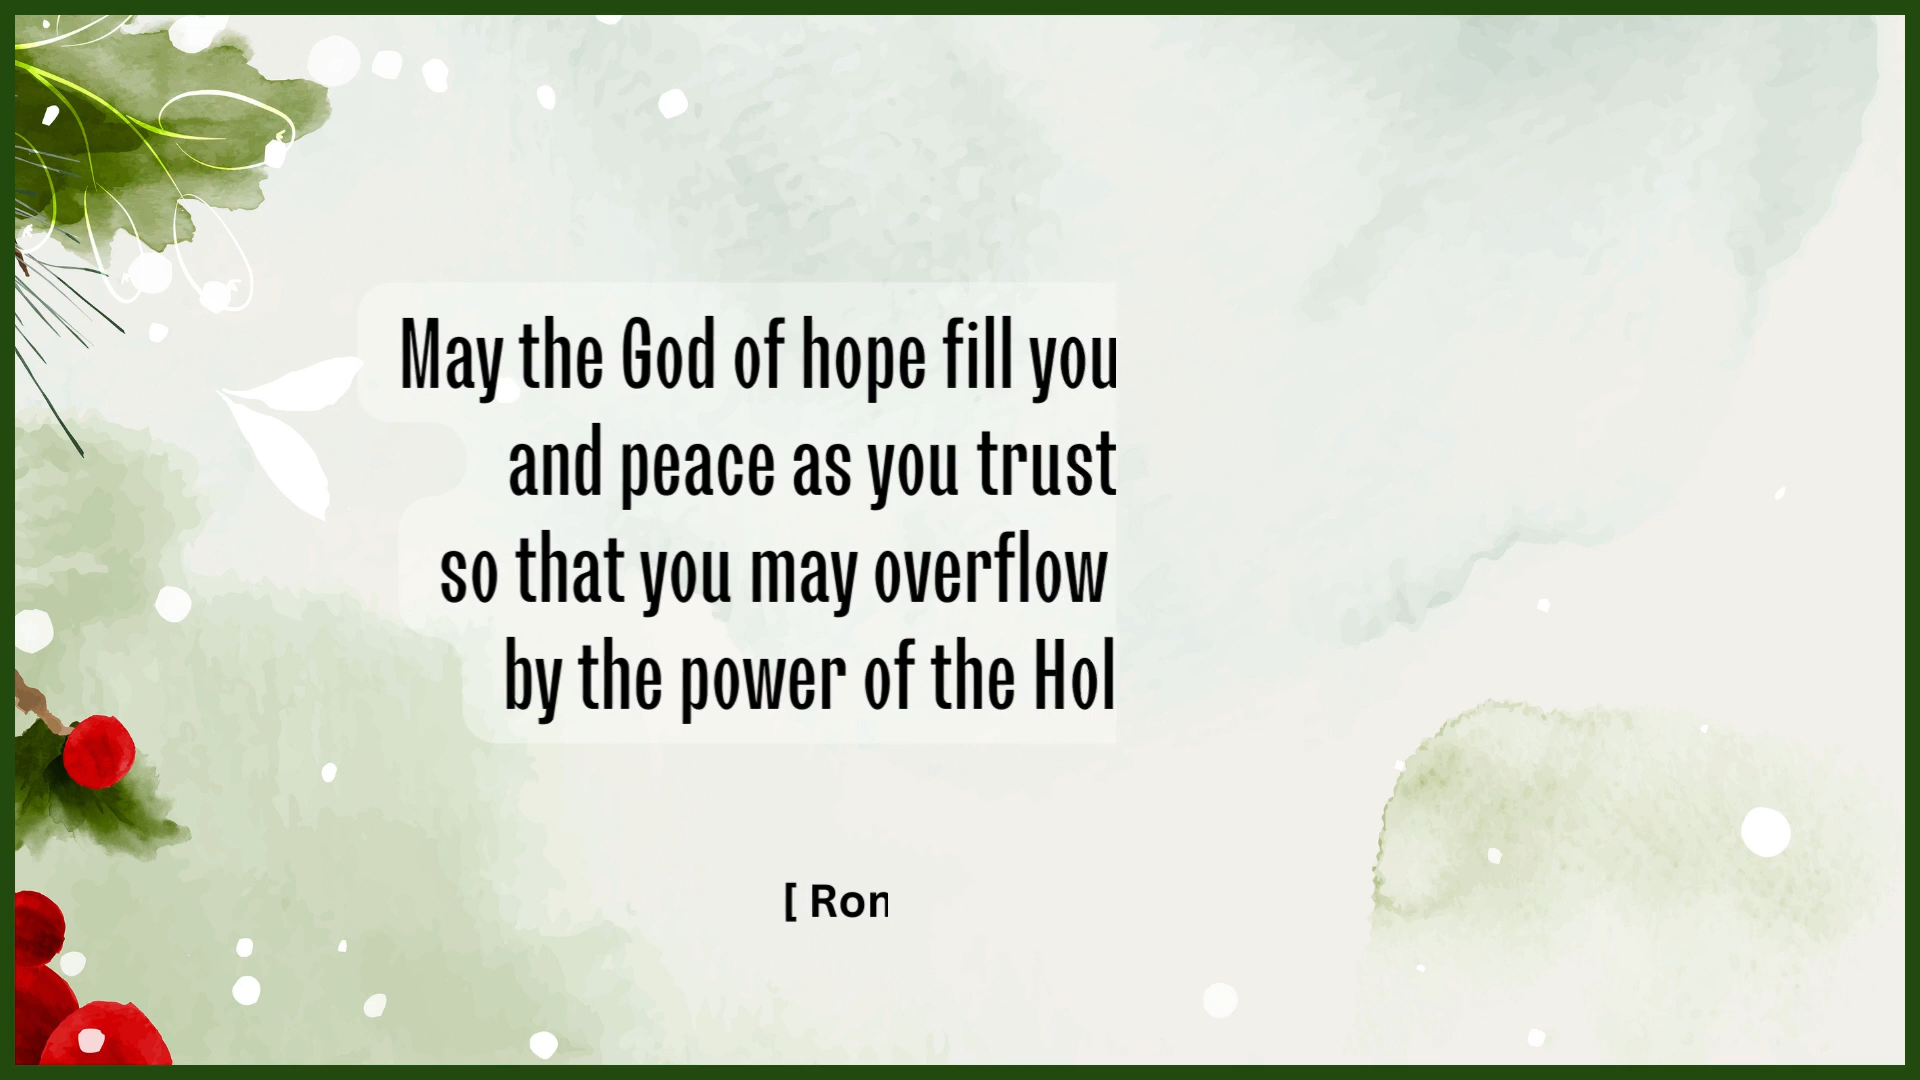 May the God of hope fill you
and peace as you trust
so that you may overflow
by the power of the Hol
[ Ron